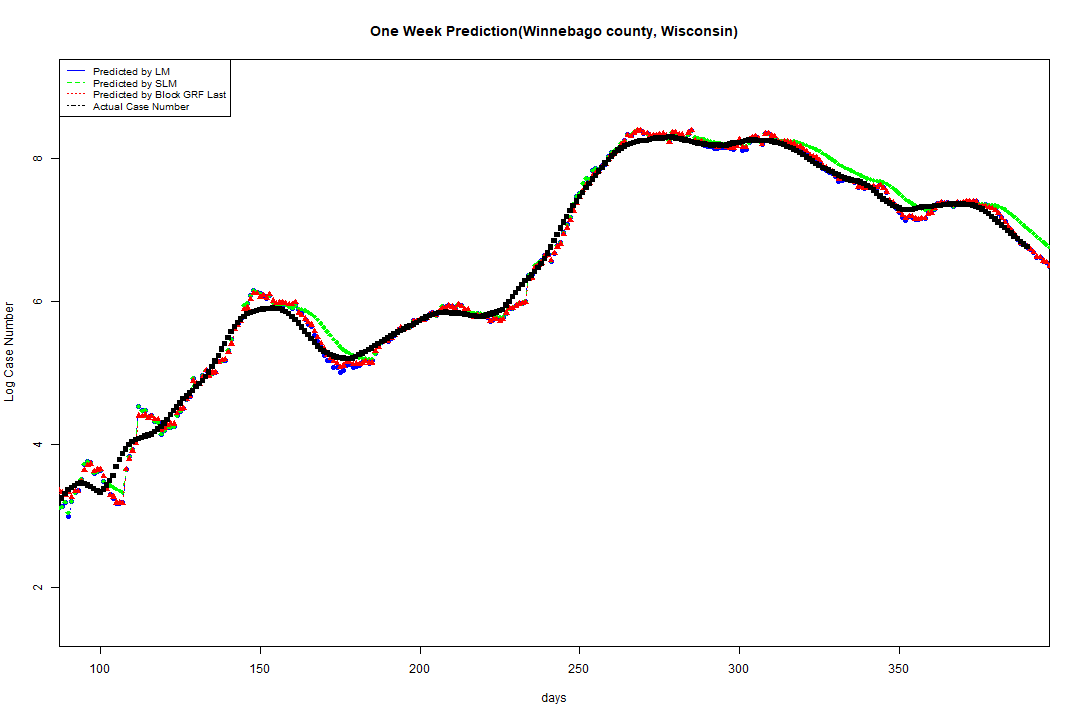 One Week Prediction(Winnebago county, Wisconsin)
Predicted by LM
Predicted by SLM
Predicted by Block GRF Last
Actual Case Number
8
6
4
2
Log Case Number
100 150 200 250 300 350
days